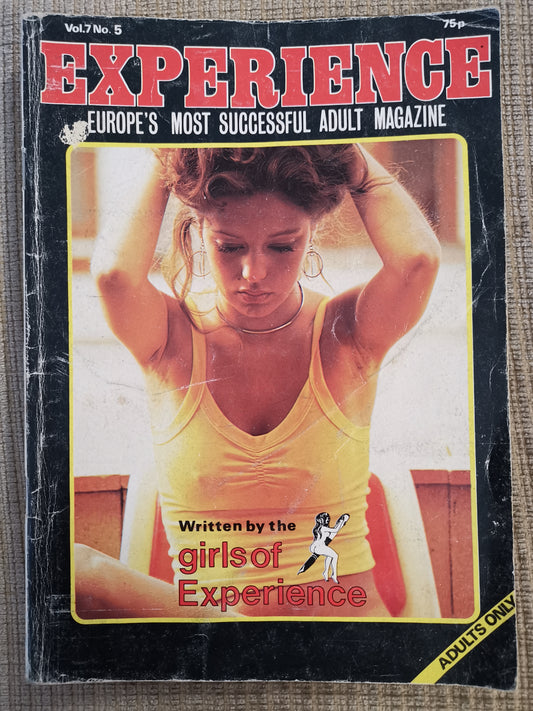 Vol.7 No. 5
75p
EXPERIENCE
EUROPE'S MOST SUCCESSFUL ADULT MAGAZINE
Written by the
girls of
Experience
ADULTS ONLY